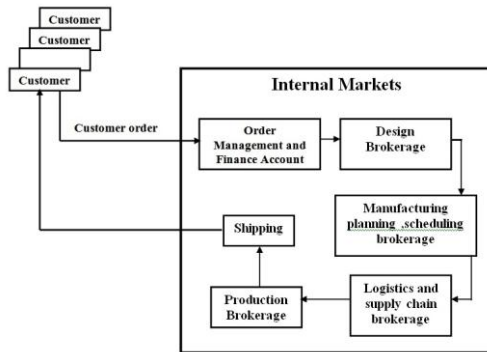 Customer
Customer
Customer
Internal Markets
Customer order
Order
Management and
Finance Account
Design
Brokerage
Manufacturing
planning ,scheduling
brokerage
Shipping
Production
Brokerage
Logistics and
supply chain
brokerage